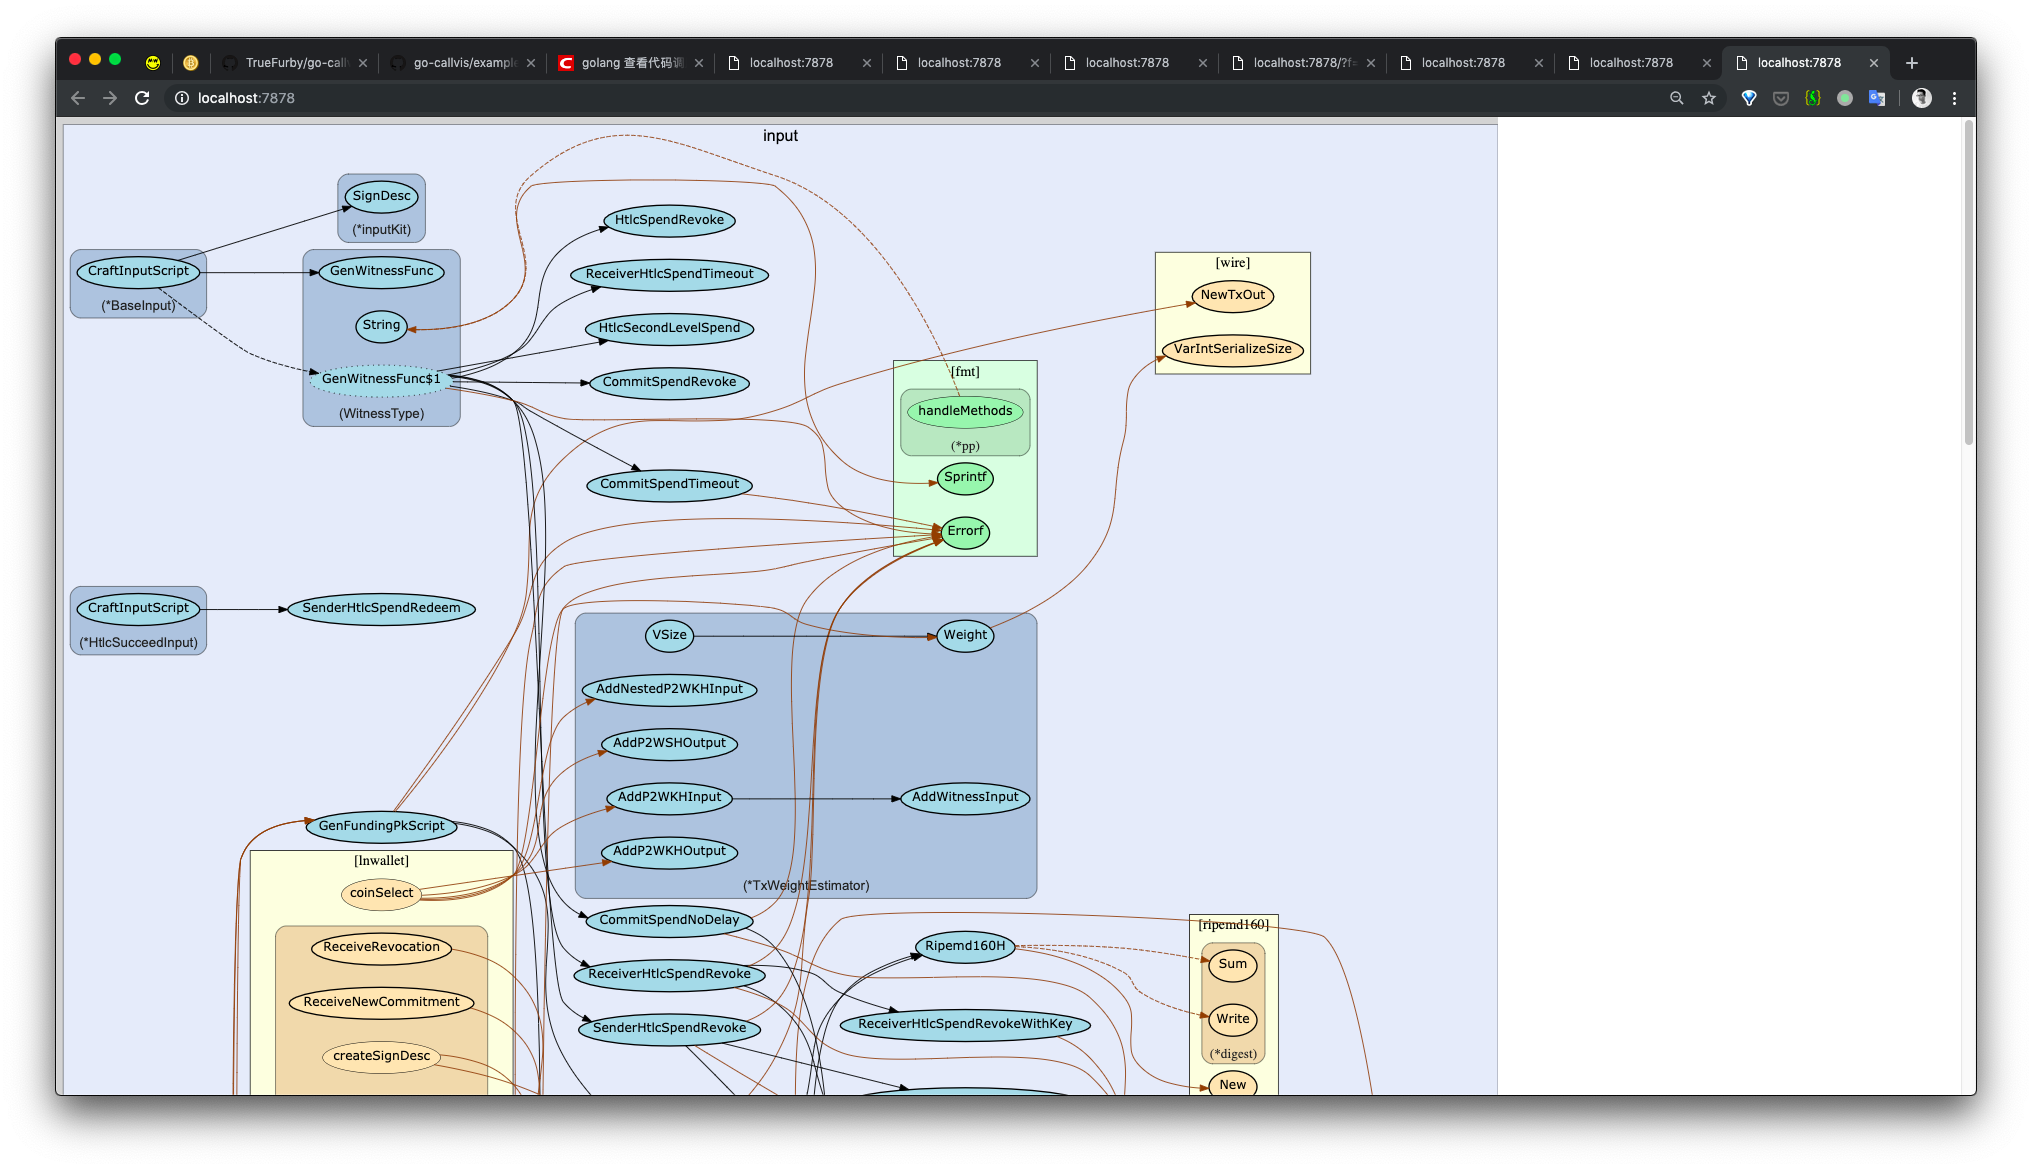 TrueFurby/go-callv
go-callvis/example
golang 查看代码调
localhost:7878
localhost:7878
localhost:7878
localhost:7878/?f=
localhost:7878
localhost:7878
localhost:7878
localhost:7878
input
SignDesc
(*inputKit)
CraftInputScript
(*BaseInput)
GenWitnessFunc
String
GenWitnessFunc$1
(WitnessType)
HtlcSpendRevoke
ReceiverHtlcSpendTimeout
HtlcSecondLevelSpend
CommitSpendRevoke
CommitSpendTimeout
[wire]
NewTxOut
VarIntSerializeSize
[fmt]
handleMethods
(*pp)
Sprintf
Errorf
CraftInputScript
(*HtlcSucceedInput)
SenderHtlcSpendRedeem
VSize
Weight
AddNestedP2WKHInput
AddP2WSHOutput
AddP2WKHInput
AddWitnessInput
AddP2WKHOutput
(*TxWeightEstimator)
GenFundingPkScript
[lnwallet]
coinSelect
ReceiveRevocation
ReceiveNewCommitment
createSignDesc
CommitSpendNoDelay
ReceiverHtlcSpendRevoke
SenderHtlcSpendRevoke
Ripemd160H
ReceiverHtlcSpendRevokeWithKey
[ripemd160]
Sum
Write
(*digest)
New